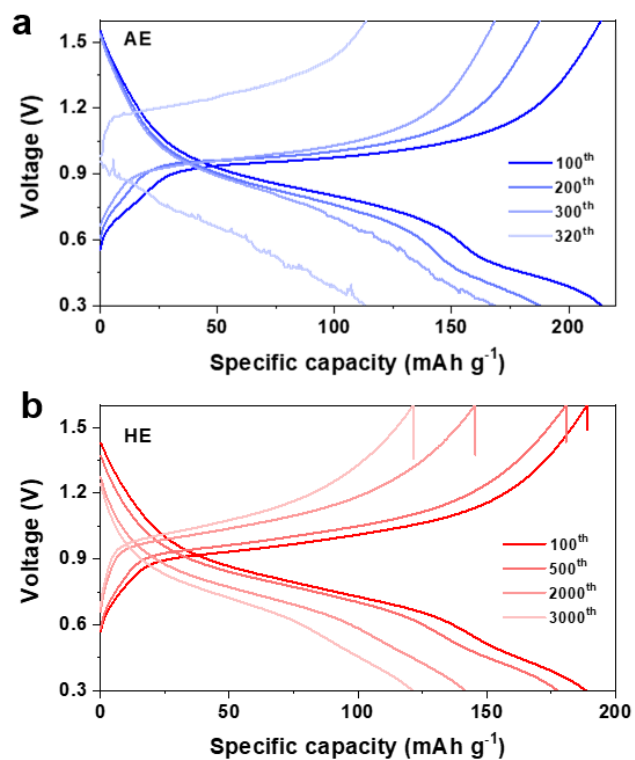 a
AE
1.6
1.2
0.9
0.6
0.3
Voltage (V)
100th
200th
300th
320th
0 50 100 150 200
Specific capacity (mAh g-1)
b
HE
1.5
1.2
0.9
0.6
0.3
Voltage (V)
100th
500th
2000th
3000th
0 50 100 150 200
Specific capacity (mAh g-1)